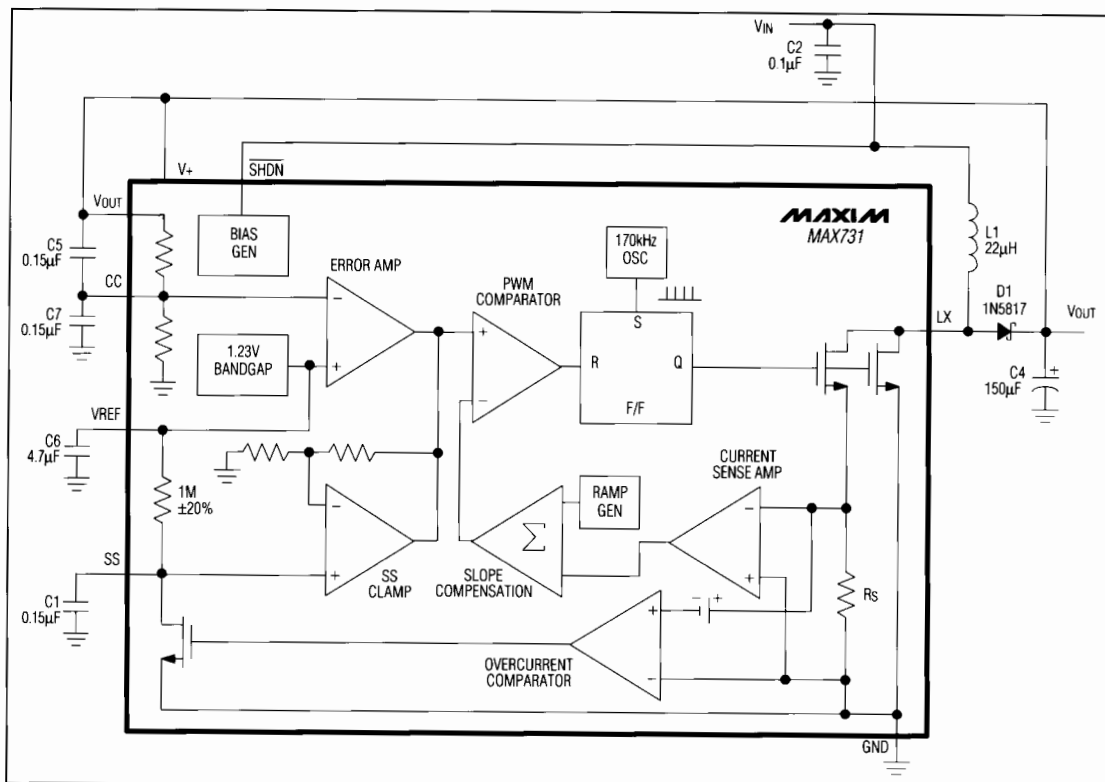 VIN
C2
0.1µF
V+
SHDN
VOUT
C5
0.15µF
CC
C7
0.15µF
BIAS
GEN
MAXIM
MAX731
170kHz
OSC
L1
22µH
ERROR AMP
PWM
COMPARATOR
D1
1N5817
LX
VOUT
C4
150µF
+
-
+
+
-
S
R
Q
F/F
1.23V
BANDGAP
VREF
C6
4.7µF
1M
±20%
CURRENT
SENSE AMP
RAMP
GEN
-
+
Σ
-
+
SS
CLAMP
SLOPE
COMPENSATION
SS
C1
0.15µF
RS
- +
+
-
OVERCURRENT
COMPARATOR
GND